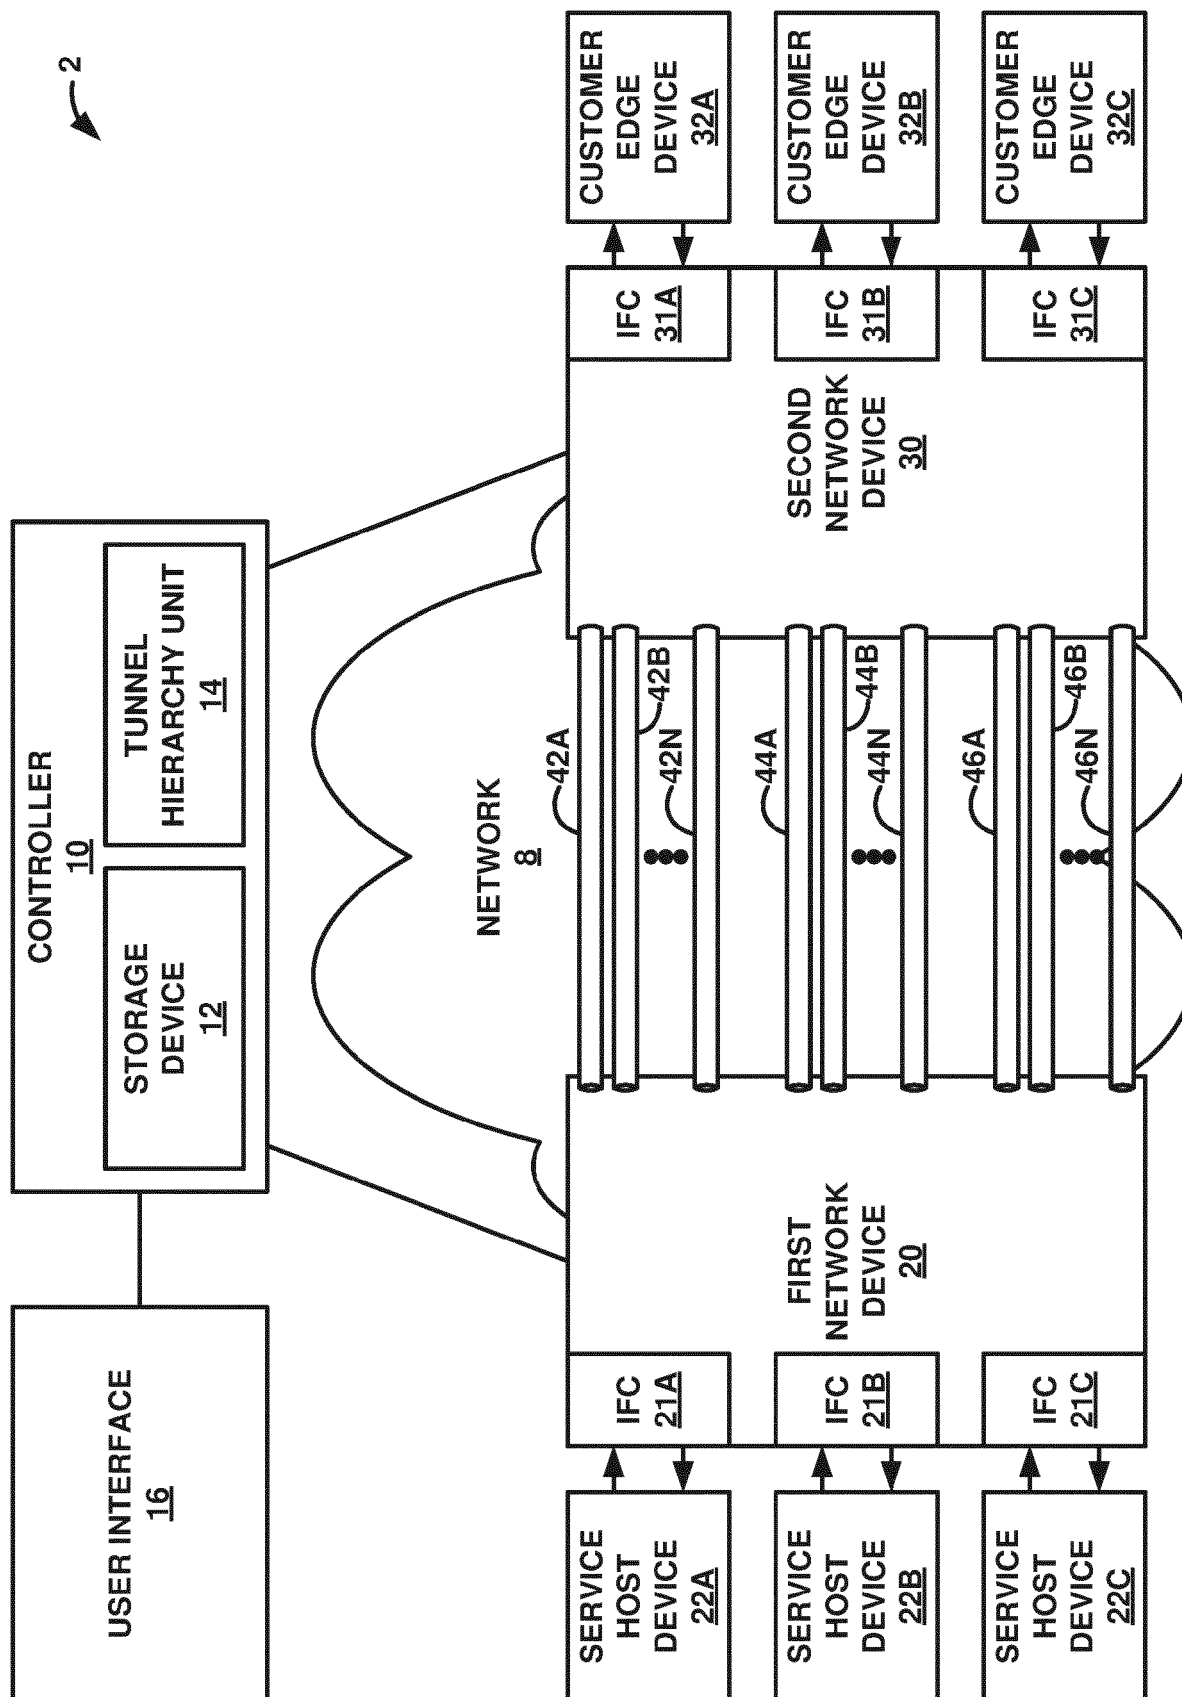 2
USER INTERFACE
16
CONTROLLER
10
STORAGE
DEVICE
12
TUNNEL
HIERARCHY UNIT
14
NETWORK
8
SERVICE
HOST
DEVICE
22A
IFC
21A
SERVICE
HOST
DEVICE
22B
IFC
21B
SERVICE
HOST
DEVICE
22C
IFC
21C
FIRST
NETWORK
DEVICE
20
42A
42B
42N
44A
44B
44N
46A
46B
46N
SECOND
NETWORK
DEVICE
30
IFC
31A
CUSTOMER
EDGE
DEVICE
32A
IFC
31B
CUSTOMER
EDGE
DEVICE
32B
IFC
31C
CUSTOMER
EDGE
DEVICE
32C